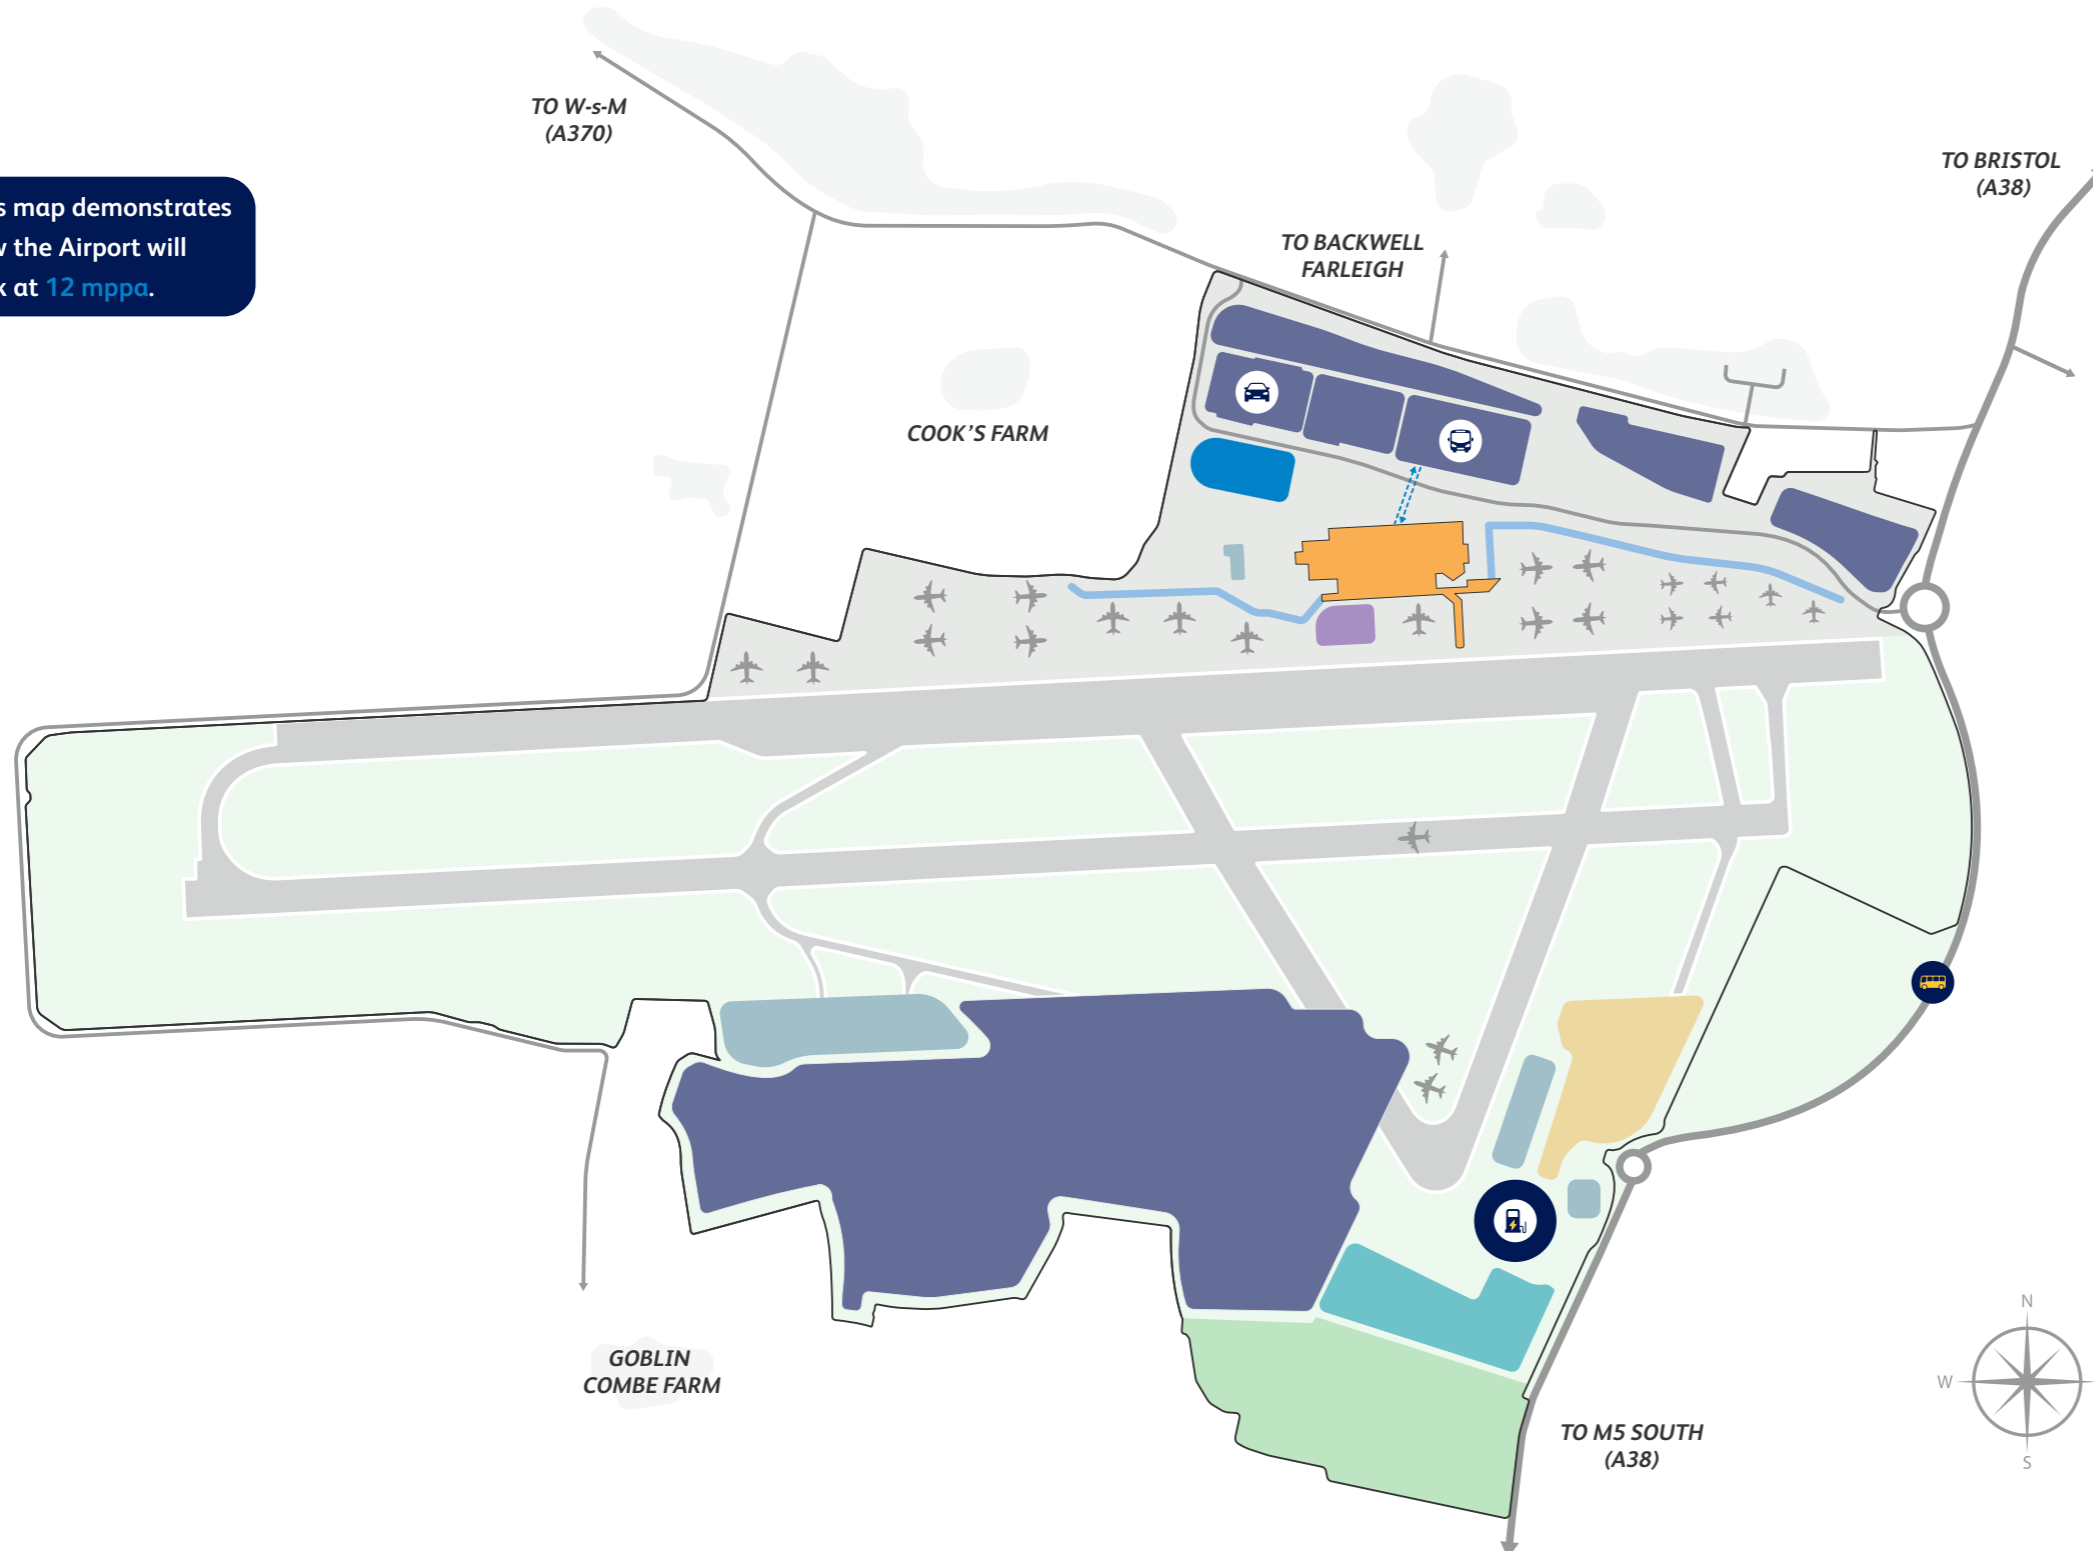 TO W-s-M
(A370)
TO BRISTOL
(A38)
s map demonstrates
the Airport will
at 12 mppa.
TO BACKWELL
FARLEIGH
COOK'S FARM
GOBLIN
COMBE FARM
TO M5 SOUTH
(A38)
N
W
S